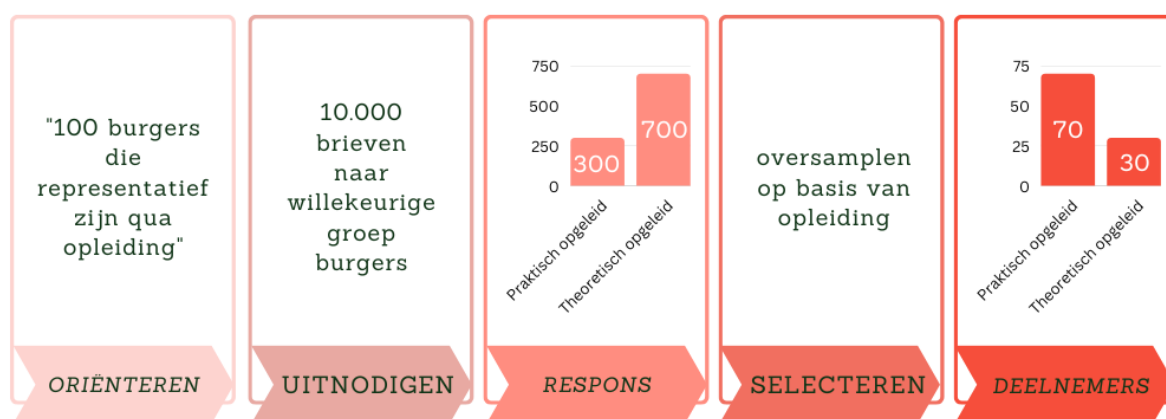 "100 burgers
die
representatief
zijn qua
opleiding"
ORIËNTEREN
10.000
brieven
naar
willekeurige
groep
burgers
UITNODIGEN
750
500
250
0
300
700
Praktisch opgeleid
Theoretisch opgeleid
RESPONS
oversamplen
op basis van
opleiding
SELECTEREN
75
50
25
0
70
30
Praktisch opgeleid
Theoretisch opgeleid
DEELNEMERS